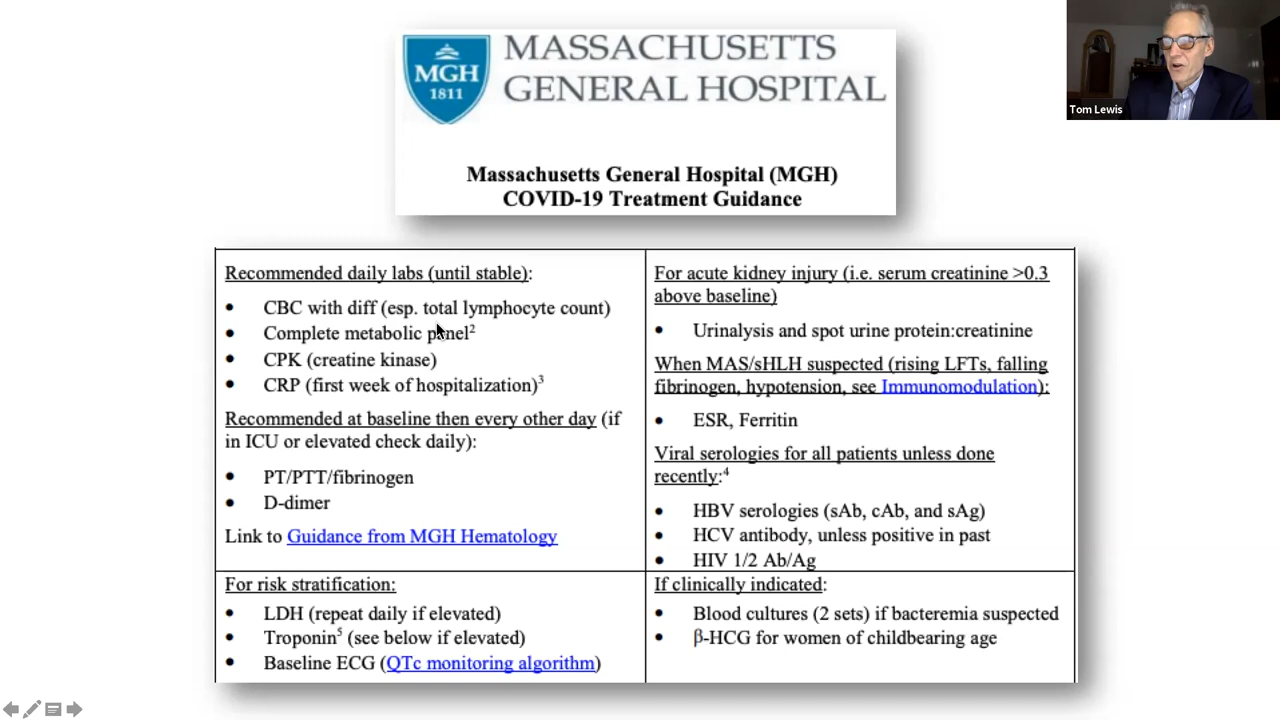 MASSACHUSETTS
GENERAL HOSPITAL
MGH
1811
Tom Lewis
Massachusetts General Hospital (MGH)
COVID-19 Treatment Guidance
Recommended daily labs (until stable):
• CBC with diff (esp. total lymphocyte count)
• Complete metabolic panel²
• CPK (creatine kinase)
• CRP (first week of hospitalization)³
Recommended at baseline then every other day (if
in ICU or elevated check daily):
• PT/PTT/fibrinogen
• D-dimer
Link to Guidance from MGH Hematology
For acute kidney injury (i.e. serum creatinine >0.3
above baseline)
• Urinalysis and spot urine protein:creatinine
When MAS/sHLH suspected (rising LFTs, falling
fibrinogen, hypotension, see Immunomodulation):
• ESR, Ferritin
Viral serologies for all patients unless done
recently:⁴
• HBV serologies (sAb, cAb, and sAg)
• HCV antibody, unless positive in past
• HIV 1/2 Ab/Ag
For risk stratification:
• LDH (repeat daily if elevated)
• Troponin⁵ (see below if elevated)
• Baseline ECG (QTc monitoring algorithm)
If clinically indicated:
• Blood cultures (2 sets) if bacteremia suspected
• β-HCG for women of childbearing age